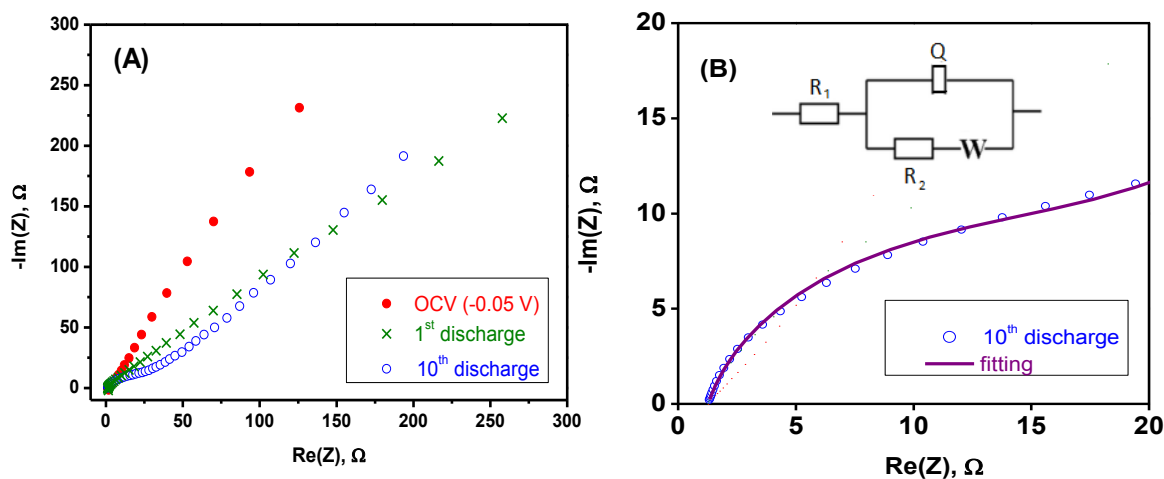 (A)
-Im(Z), Ω
300
250
200
150
100
50
0
OCV (-0.05 V)
1st discharge
10th discharge
0 50 100 150 200 250 300
Re(Z), Ω
(B)
-Im(Z), Ω
20
15
10
5
0
Q
R1
R2
W
10th discharge
fitting
0 5 10 15 20
Re(Z), Ω